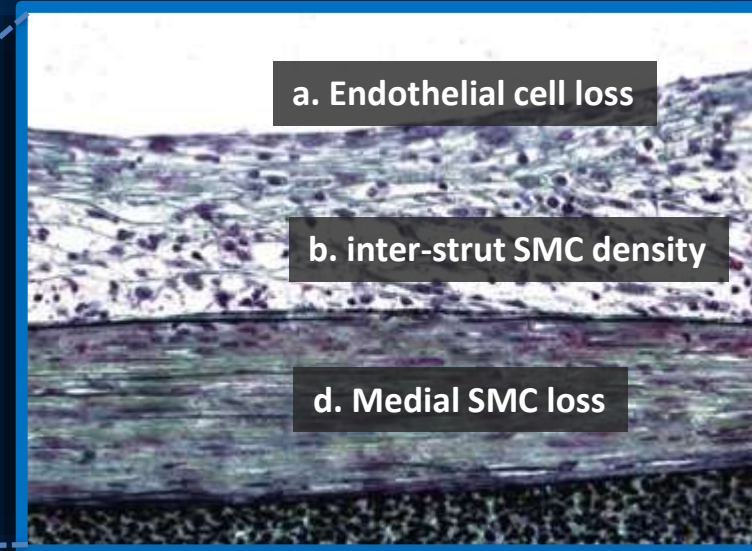 a. Endothelial cell loss
b. inter-strut SMC density
d. Medial SMC loss